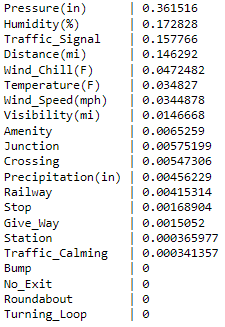 Pressure(in) | 0.361516
Humidity(%) | 0.172828
Traffic_Signal | 0.157766
Distance(mi) | 0.146292
Wind_Chill(F) | 0.0472482
Temperature(F) | 0.034827
Wind_Speed(mph) | 0.0344878
Visibility(mi) | 0.0146668
Amenity | 0.0065259
Junction | 0.00575199
Crossing | 0.00547306
Precipitation(in) | 0.00456229
Railway | 0.00415314
Stop | 0.00168904
Give_Way | 0.0015052
Station | 0.000365977
Traffic_Calming | 0.000341357
Bump | 0
No_Exit | 0
Roundabout | 0
Turning_Loop | 0